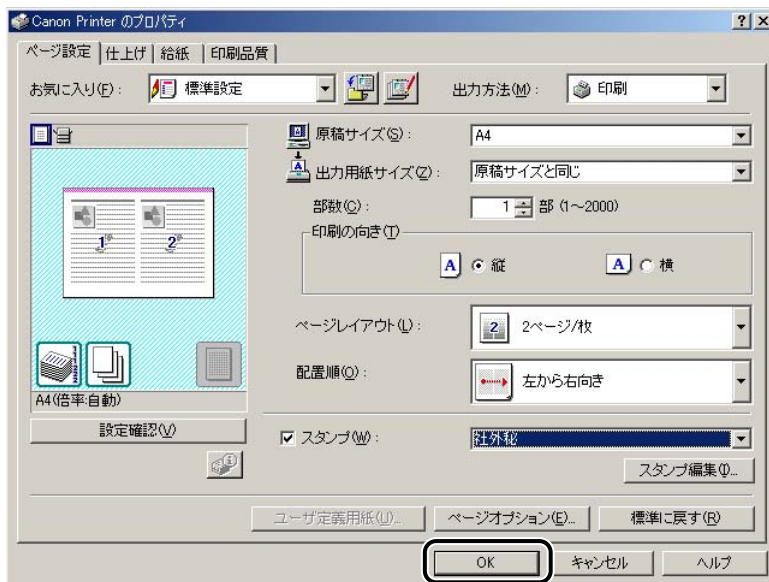 Canon Printer のプロパティ
ページ設定 仕上げ 給紙 印刷品質
お気に入り(F): 標準設定 出力方法(M): 印刷
原稿サイズ(S): A4
出力用紙サイズ(Z): 原稿サイズと同じ
部数(C): 1 部 (1～2000)
印刷の向き(T)
A 縦 A 横
1 2
ページレイアウト(L): 2 2ページ/枚
配置順(O): 左から右向き
A4(倍率:自動)
設定確認(V)
スタンプ(W): 社外秘
スタンプ編集(I)...
ユーザ定義用紙(U)... ページオプション(E)... 標準に戻す(R)
OK キャンセル ヘルプ